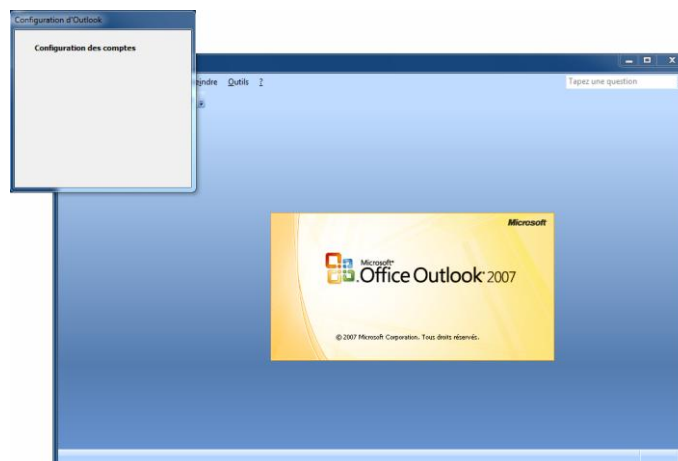 Configuration d'Outlook
Configuration des comptes
eindre Outils ?
Tapez une question
Microsoft
Microsoft®
Office Outlook® 2007
© 2007 Microsoft Corporation. Tous droits réservés.